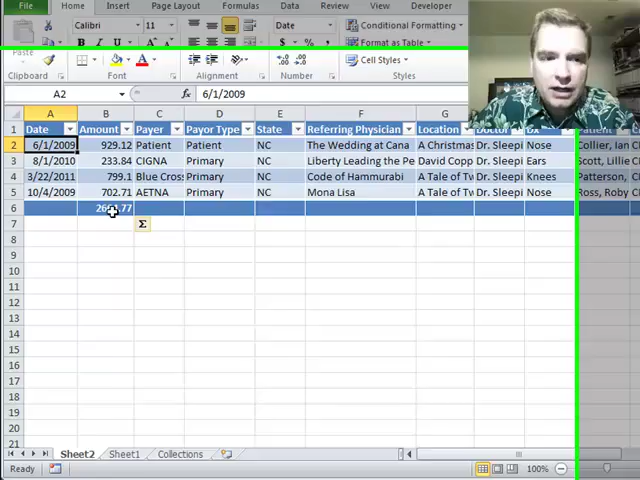 File Home Insert Page Layout Formulas Data
Calibri 11 A A Date Conditional Formatting
B I U A $ % , Format as Table
Paste Cell Styles
Clipboard Font Alignment Number Styles
A2 fx 6/1/2009
A B C D E F G H I
1 Date Amount Payer Payor Type State Referring Physician Location Doctor Dx Patient
2 6/1/2009 929.12 Patient Patient NC The Wedding at Cana A Christmas Dr. Sleepi Nose Collier, Ian C
3 8/1/2010 233.84 CIGNA Primary NC Liberty Leading the Pe David Copp Dr. Sleepi Ears Scott, Lillie C
4 3/22/2011 799.1 Blue Cross Primary NC Code of Hammurabi A Tale of Tw Dr. Sleepi Knees Patterson, C
5 10/4/2009 702.71 AETNA Primary NC Mona Lisa A Tale of Tw Dr. Sleepi Nose Ross, Roby C
6
7 Σ
8
9
10
11
12
13
14
15
16
17
18
19
20
21
Sheet2 Sheet1 Collections
Ready 100%